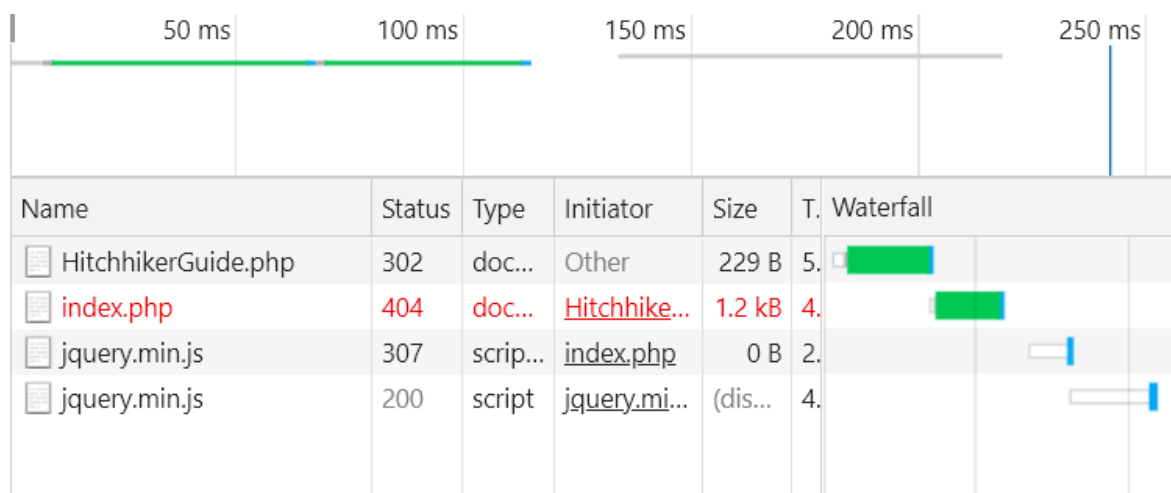 50 ms 100 ms 150 ms 200 ms 250 ms
Name Status Type Initiator Size T. Waterfall
HitchhikerGuide.php 302 doc... Other 229 B 5.
index.php 404 doc... Hitchhike... 1.2 kB 4.
jquery.min.js 307 scrip... index.php 0 B 2.
jquery.min.js 200 script jquery.mi... (dis... 4.